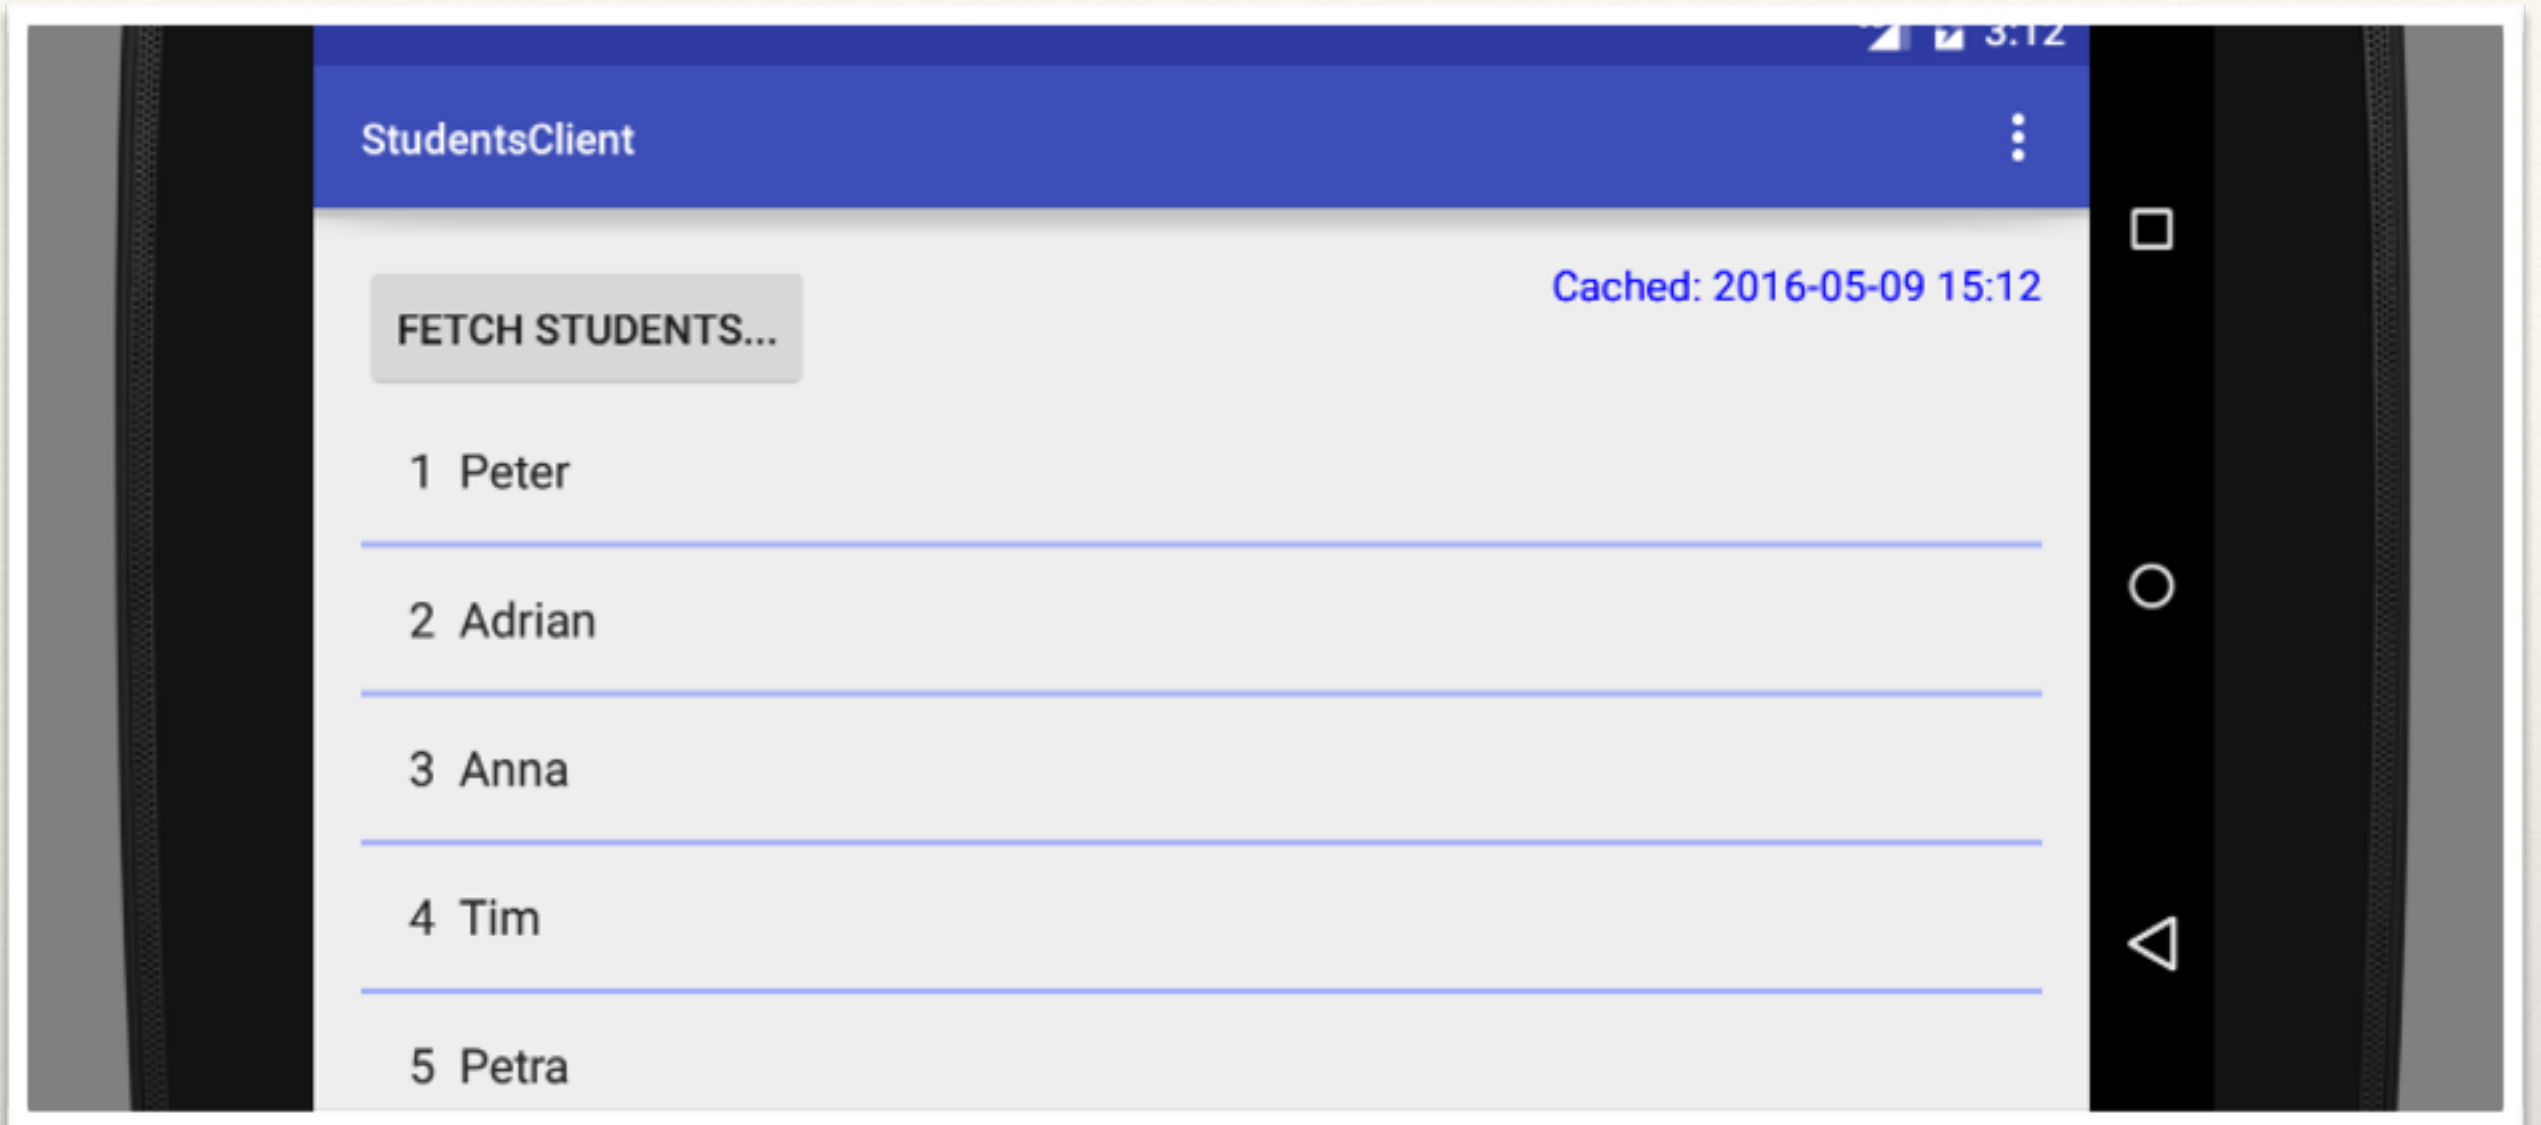 3:12
StudentsClient
Cached: 2016-05-09 15:12
FETCH STUDENTS...
1 Peter
2 Adrian
3 Anna
4 Tim
5 Petra